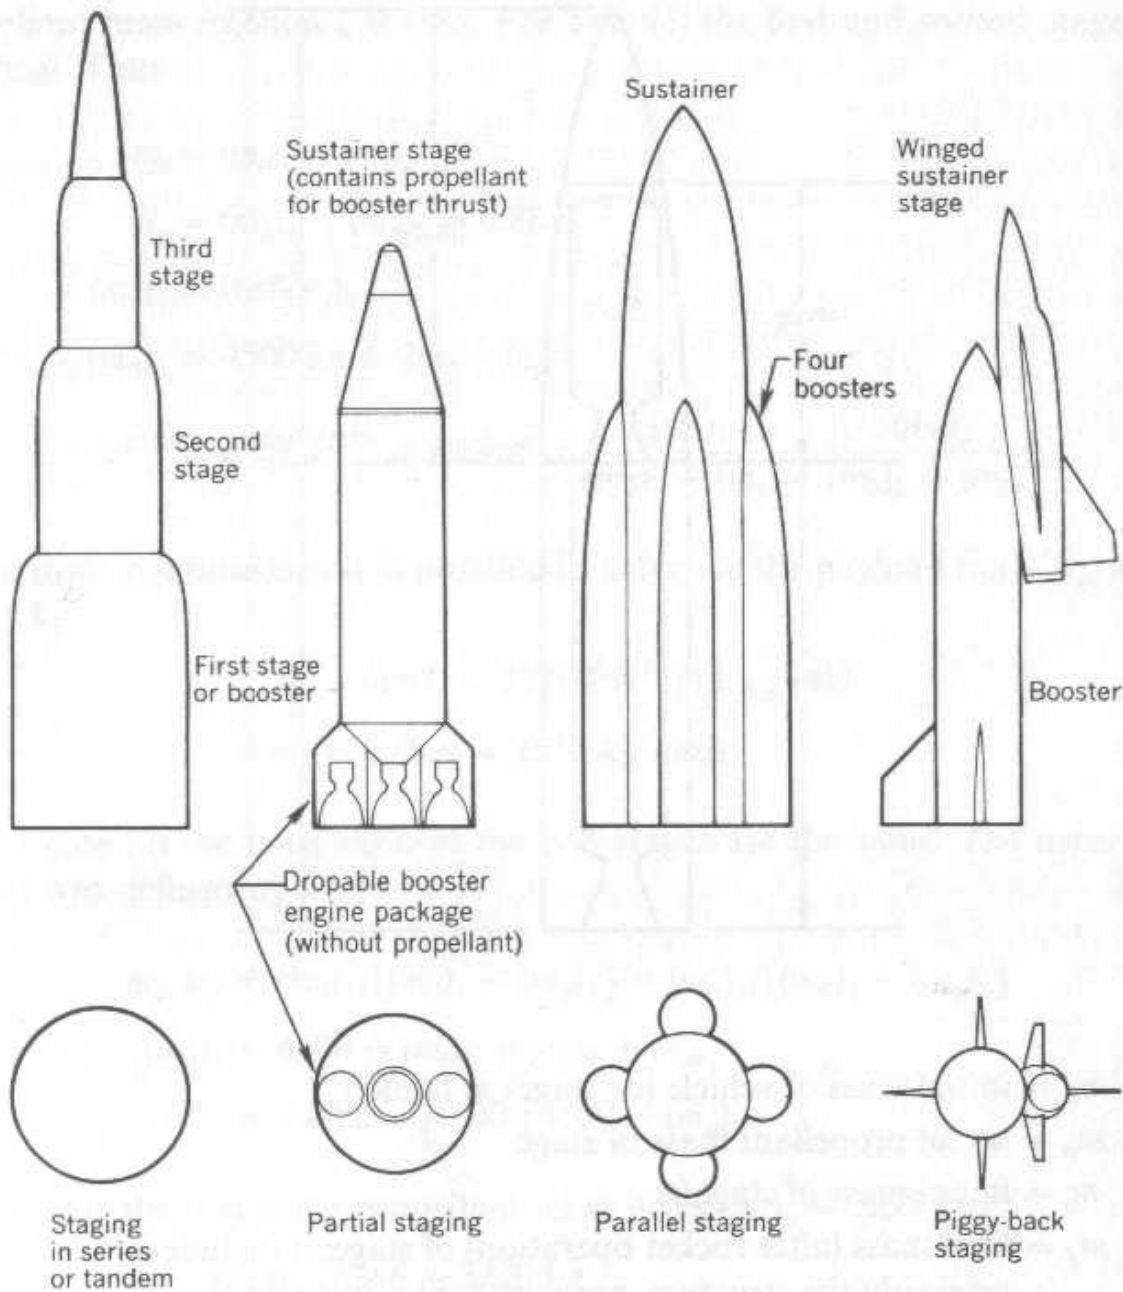 Sustainer
Sustainer stage
(contains propellant
for booster thrust)
Winged
sustainer
stage
Third
stage
Four
boosters
Second
stage
First stage
or booster
Booster
Dropable booster
engine package
(without propellant)
Staging
in series
or tandem
Partial staging
Parallel staging
Piggy-back
staging